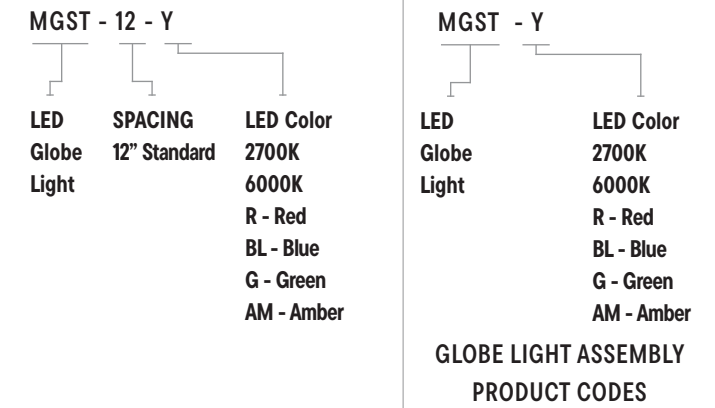 MGST - 12 - Y
LED SPACING LED Color
Globe 12” Standard 2700K
Light 6000K
R - Red
BL - Blue
G - Green
AM - Amber
MGST - Y
LED LED Color
Globe 2700K
Light 6000K
R - Red
BL - Blue
G - Green
AM - Amber
GLOBE LIGHT ASSEMBLY
PRODUCT CODES